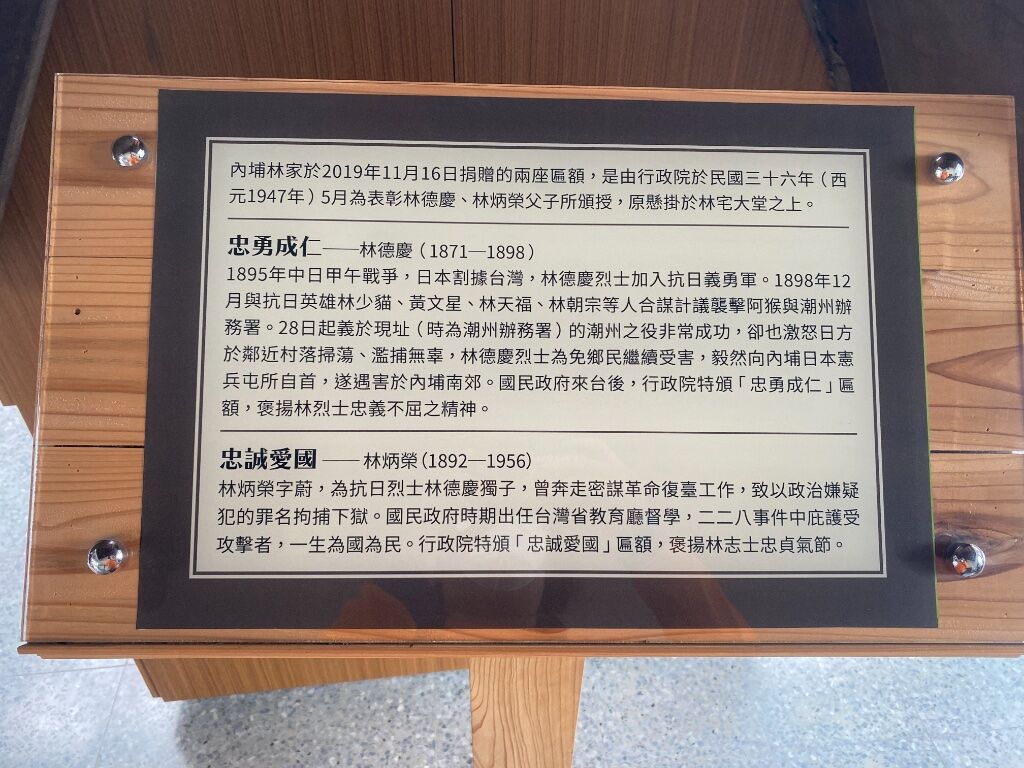 內埔林家於2019年11月16日捐贈的兩座匾額，是由行政院於民國三十六年（西
元1947年）5月為表彰林德慶、林炳榮父子所頒授，原懸掛於林宅大堂之上。
忠勇成仁——林德慶（1871—1898）
1895年中日甲午戰爭，日本割據台灣，林德慶烈士加入抗日義勇軍。1898年12
月與抗日英雄林少貓、黃文星、林天福、林朝宗等人合謀計議襲擊阿猴與潮州辦
務署。28日起義於現址（時為潮州辦務署）的潮州之役非常成功，卻也激怒日方
於鄰近村落掃蕩、濫捕無辜，林德慶烈士為免鄉民繼續受害，毅然向內埔日本憲
兵屯所自首，遂遇害於內埔南郊。國民政府來台後，行政院特頒「忠勇成仁」匾
額，褒揚林烈士忠義不屈之精神。
忠誠愛國——林炳榮(1892—1956)
林炳榮字蔚，為抗日烈士林德慶獨子，曾奔走密謀革命復臺工作，致以政治嫌疑
犯的罪名拘捕下獄。國民政府時期出任台灣省教育廳督學，二二八事件中庇護受
攻擊者，一生為國為民。行政院特頒「忠誠愛國」匾額，褒揚林志士忠貞氣節。